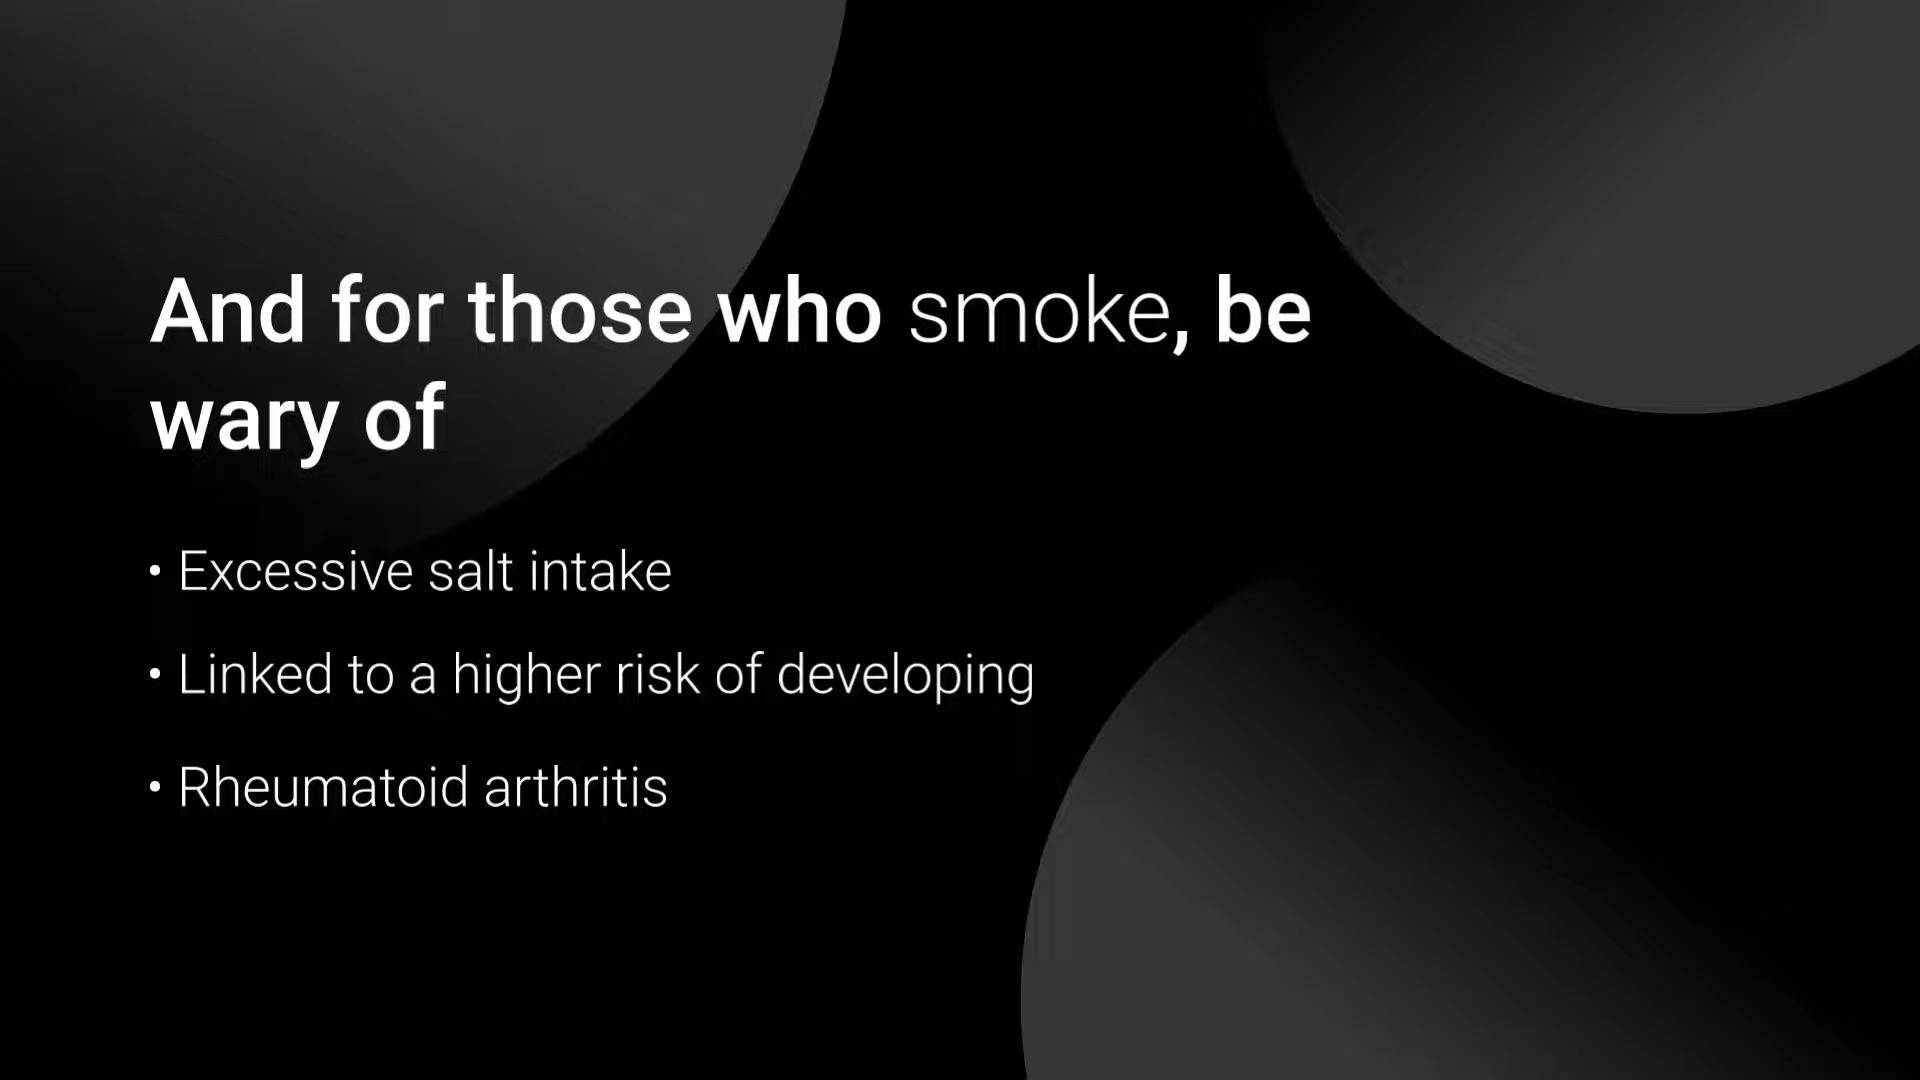 And for those who smoke, be
wary of
• Excessive salt intake
• Linked to a higher risk of developing
• Rheumatoid arthritis